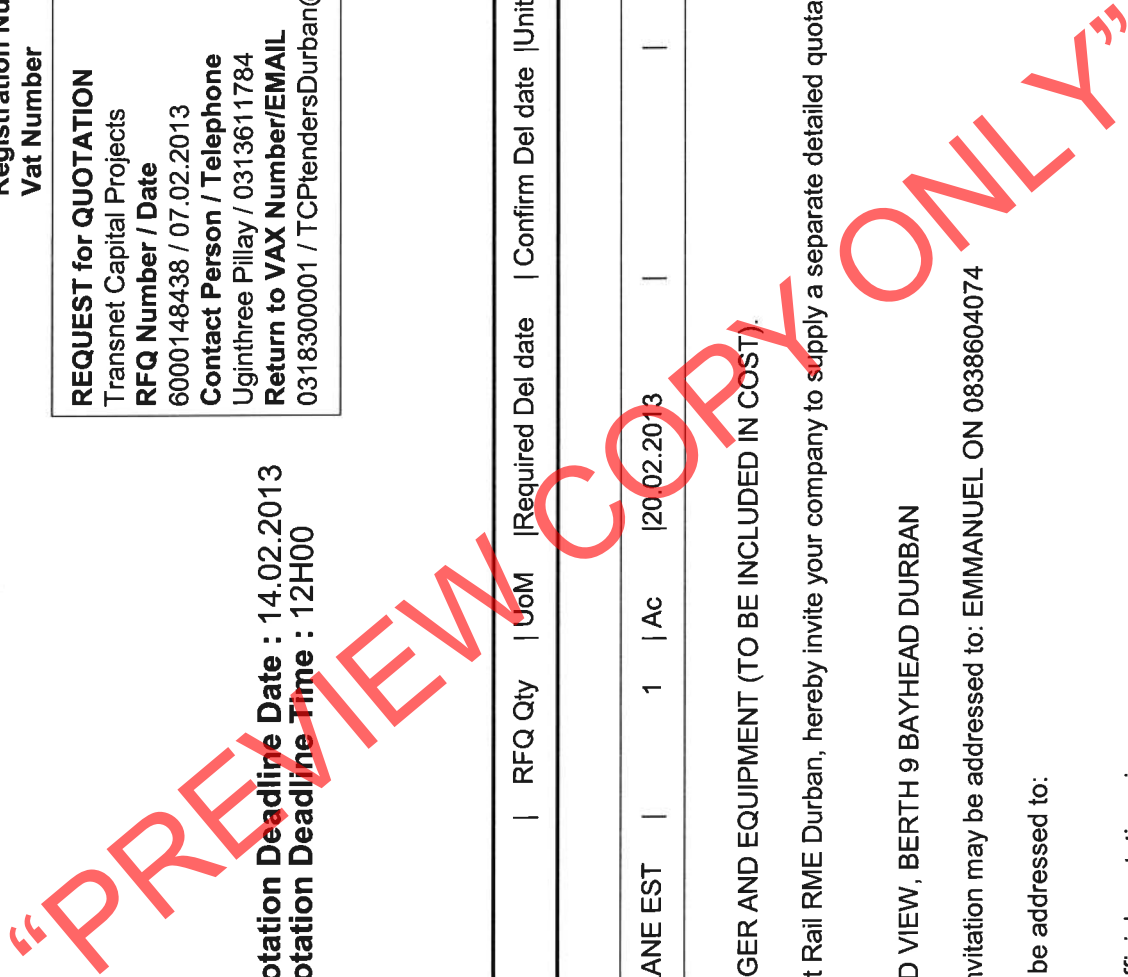 Registration Nu
Vat Number
REQUEST for QUOTATION
Transnet Capital Projects
RFQ Number / Date
6000148438 / 07.02.2013
Contact Person / Telephone
Uginthree Pillay / 0313611784
Return to VAX Number/EMAIL
0318300001 / TCPtendersDurban@
otation Deadline Date : 14.02.2013
otation Deadline Time : 12H00
| RFQ Qty | UoM |Required Del date | Confirm Del date |Unit
ANE EST | 1 | Ac |20.02.2013 | |
GER AND EQUIPMENT (TO BE INCLUDED IN COST).
t Rail RME Durban, hereby invite your company to supply a separate detailed quota
D VIEW, BERTH 9 BAYHEAD DURBAN
nvitation may be addressed to: EMMANUEL ON 0838604074
be addressed to:
“PREVIEW COPY ONLY”